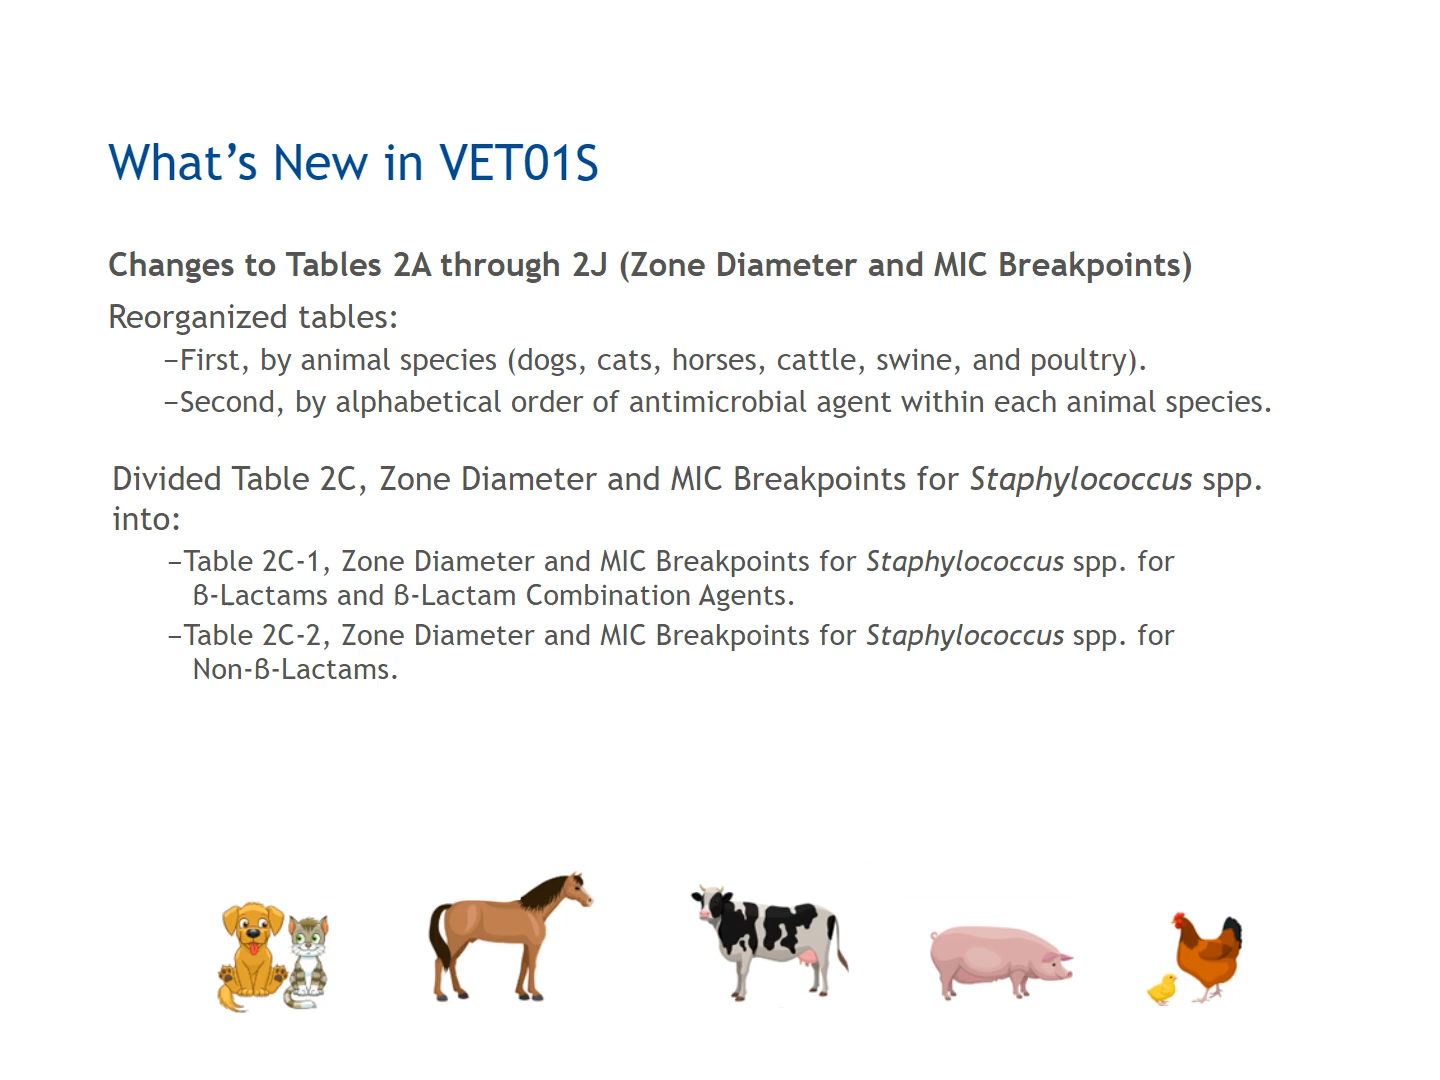 What’s New in VET01S
Changes to Tables 2A through 2J (Zone Diameter and MIC Breakpoints)
Reorganized tables:
–First, by animal species (dogs, cats, horses, cattle, swine, and poultry).
–Second, by alphabetical order of antimicrobial agent within each animal species.
Divided Table 2C, Zone Diameter and MIC Breakpoints for Staphylococcus spp.
into:
–Table 2C-1, Zone Diameter and MIC Breakpoints for Staphylococcus spp. for
ß-Lactams and ß-Lactam Combination Agents.
–Table 2C-2, Zone Diameter and MIC Breakpoints for Staphylococcus spp. for
Non-ß-Lactams.